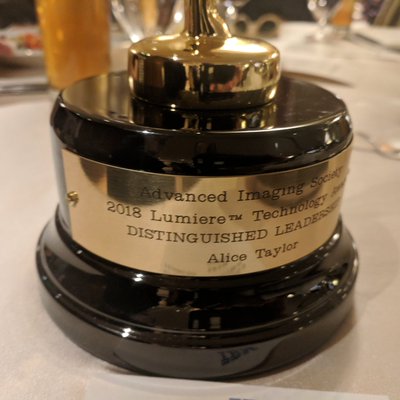 Advanced Imaging Society
2018 Lumiere™ Technology
DISTINGUISHED
Alice Taylor